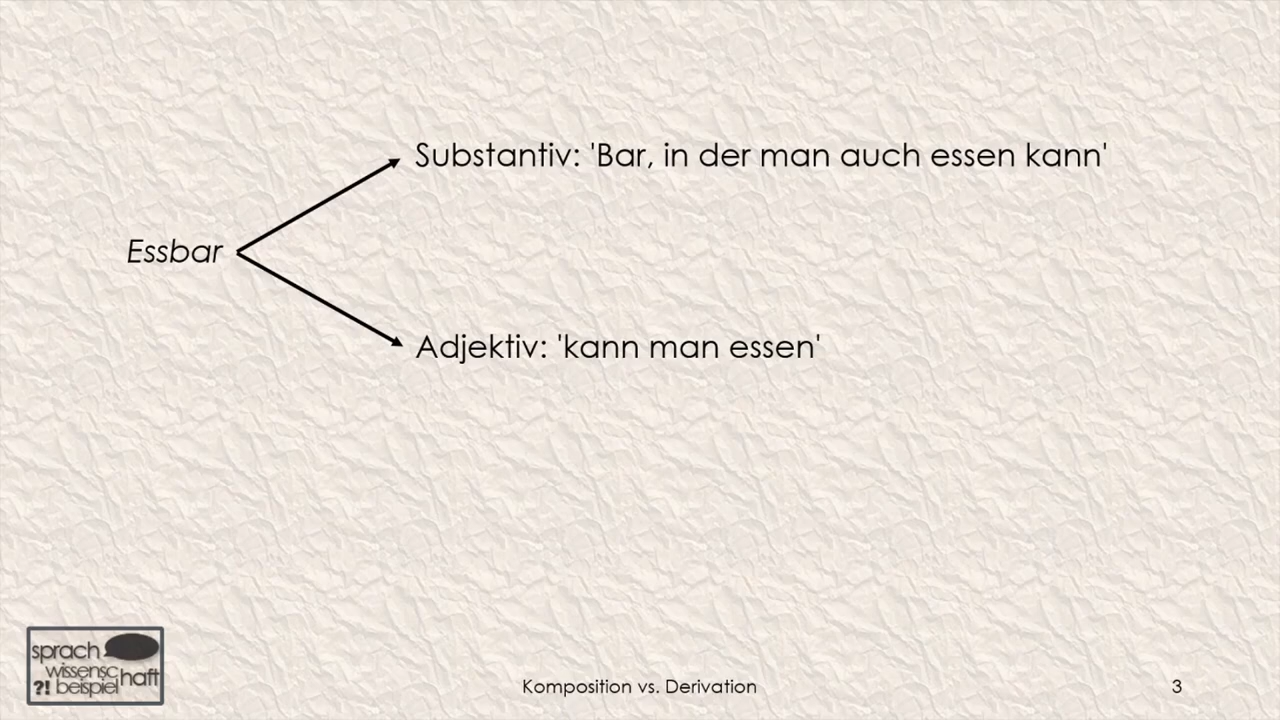 Substantiv: 'Bar, in der man auch essen kann'
Essbar
Adjektiv: 'kann man essen'
sprach
wissensc
haft
?! beispiel
Komposition vs. Derivation
3